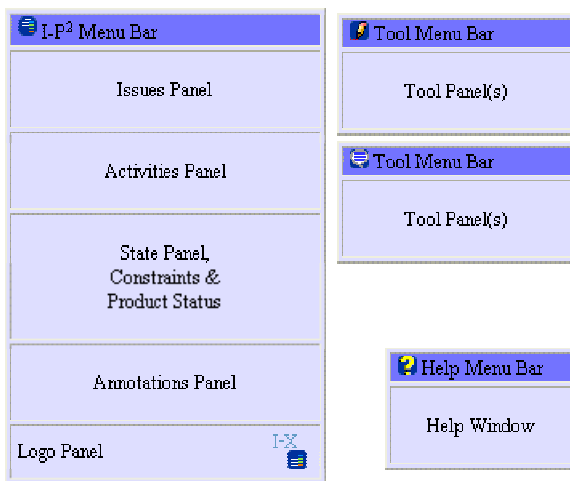 I-P² Menu Bar
Issues Panel
Activities Panel
State Panel,
Constraints &
Product Status
Annotations Panel
Logo Panel
I-X
Tool Menu Bar
Tool Panel(s)
Tool Menu Bar
Tool Panel(s)
? Help Menu Bar
Help Window